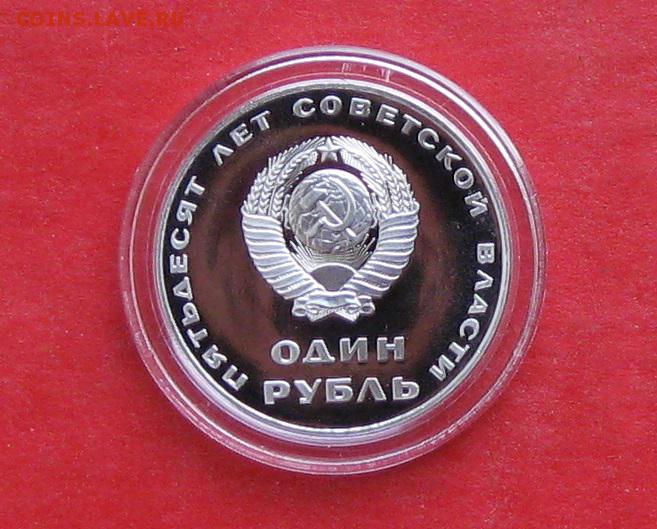 COINS.LAVE.RU
ПЯТЬДЕСЯТ ЛЕТ СОВЕТСКОЙ ВЛАСТИ
ОДИН
РУБЛЬ